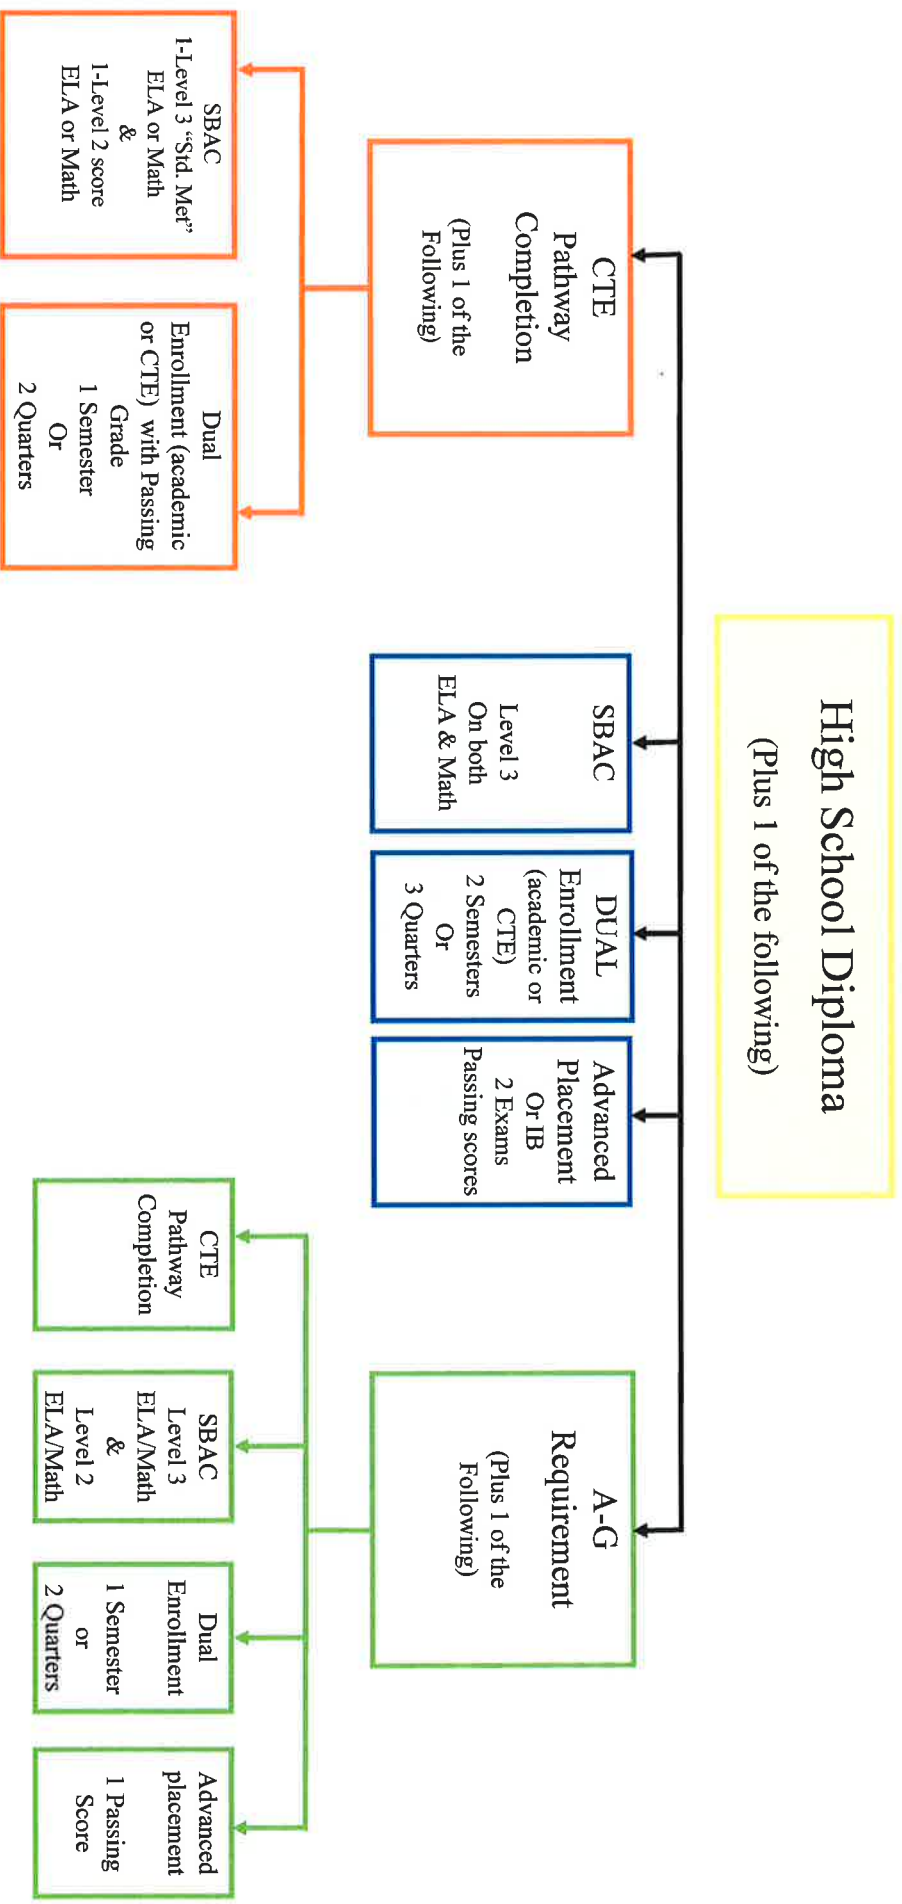 High School Diploma
(Plus 1 of the following)
CTE
Pathway
Completion
(Plus 1 of the
Following)
SBAC
Level 3
On both
ELA & Math
DUAL
Enrollment
(academic or
CTE)
2 Semesters
Or
3 Quarters
Advanced
Placement
Or IB
2 Exams
Passing scores
A-G
Requirement
(Plus 1 of the
Following)
SBAC
1-Level 3 “Std. Met”
ELA or Math
&
1-Level 2 score
ELA or Math
Dual
Enrollment (academic
or CTE) with Passing
Grade
1 Semester
Or
2 Quarters
CTE
Pathway
Completion
SBAC
Level 3
ELA/Math
&
Level 2
ELA/Math
Dual
Enrollment
1 Semester
or
2 Quarters
Advanced
placement
1 Passing
Score